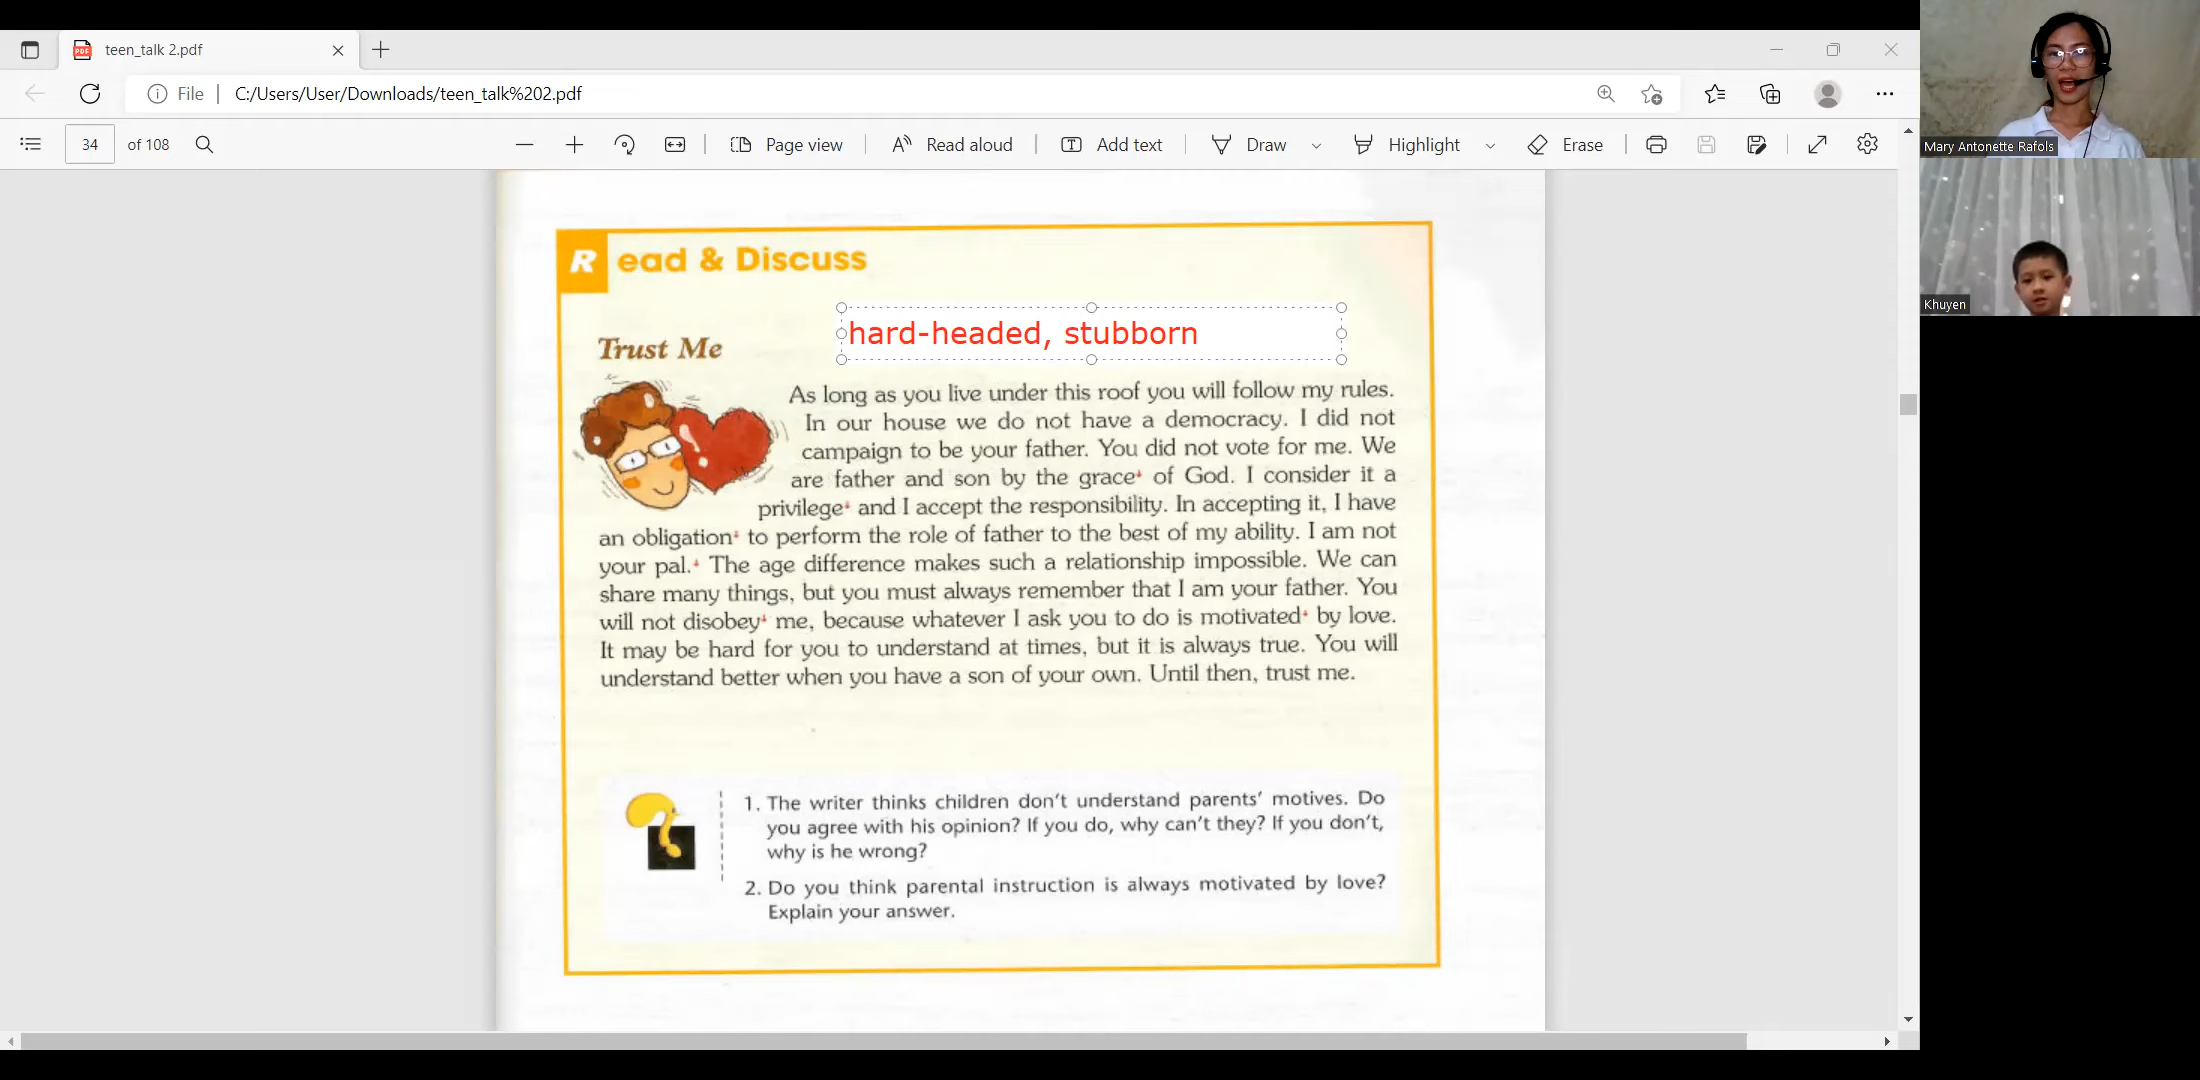 teen_talk 2.pdf
File | C:/Users/User/Downloads/teen_talk%202.pdf
34 of 108 Page view Read aloud Add text Draw Highlight Erase
Mary Antonette Rafols
Khuyen
Read & Discuss
hard-headed, stubborn
Trust Me
As long as you live under this roof you will follow my rules.
In our house we do not have a democracy. I did not
campaign to be your father. You did not vote for me. We
are father and son by the grace of God. I consider it a
privilege and I accept the responsibility. In accepting it, I have
an obligation to perform the role of father to the best of my ability. I am not
your pal. The age difference makes such a relationship impossible. We can
share many things, but you must always remember that I am your father. You
will not disobey me, because whatever I ask you to do is motivated by love.
It may be hard for you to understand at times, but it is always true. You will
understand better when you have a son of your own. Until then, trust me.
1. The writer thinks children don't understand parents' motives. Do
you agree with his opinion? If you do, why can't they? If you don't,
why is he wrong?
2. Do you think parental instruction is always motivated by love?
Explain your answer.